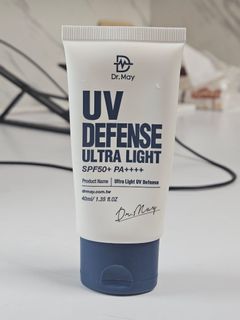 Dr.May
UV
DEFENSE
ULTRA LIGHT
SPF50+ PA++++
Product Name | Ultra Light UV Defense
drmay.com.tw
40ml/ 1.35 fl.OZ
Dr.May